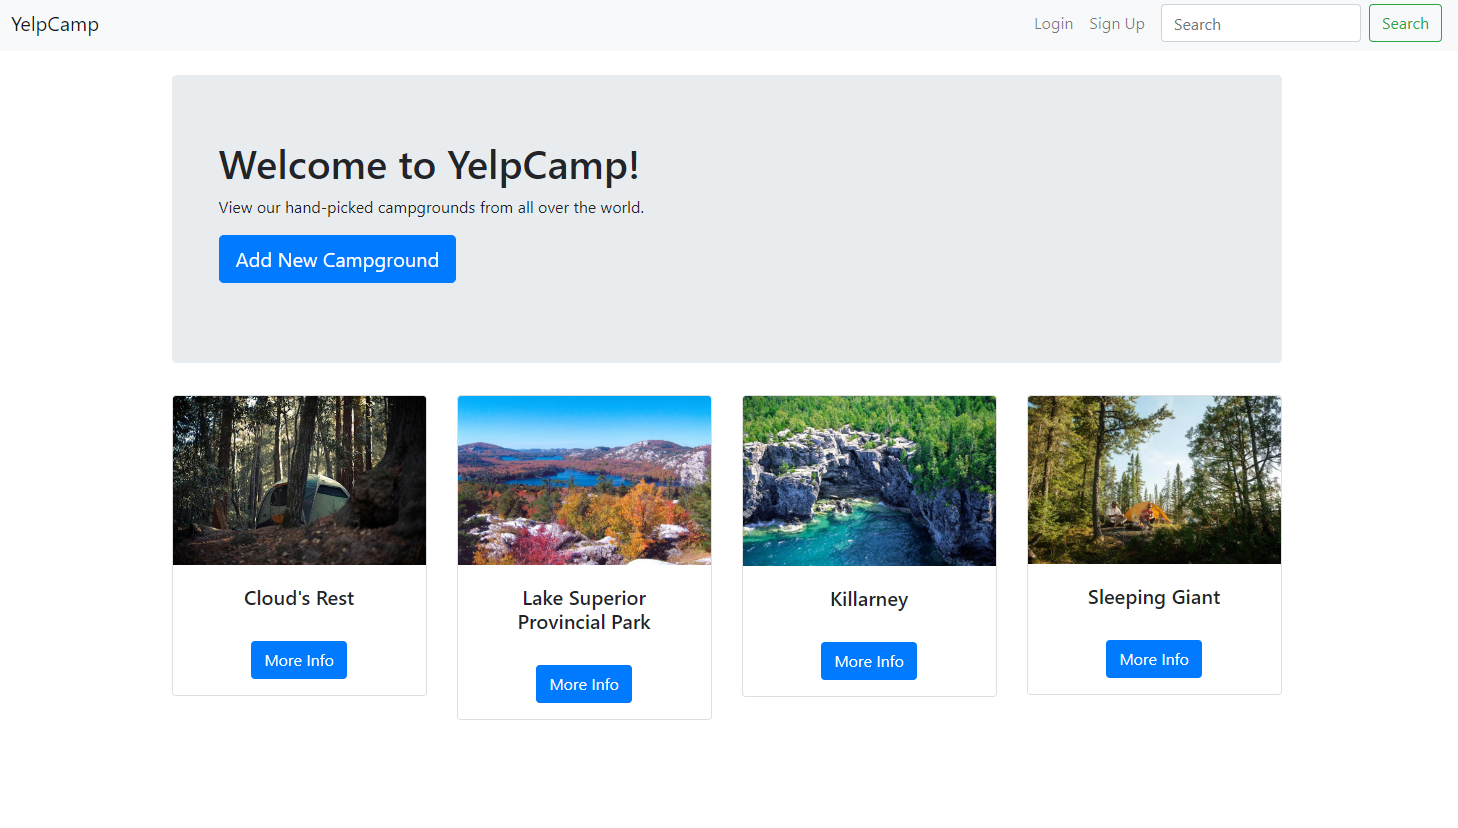 YelpCamp
Login
Sign Up
Search
Search
Welcome to YelpCamp!
View our hand-picked campgrounds from all over the world.
Add New Campground
Cloud's Rest
More Info
Lake Superior
Provincial Park
More Info
Killarney
More Info
Sleeping Giant
More Info